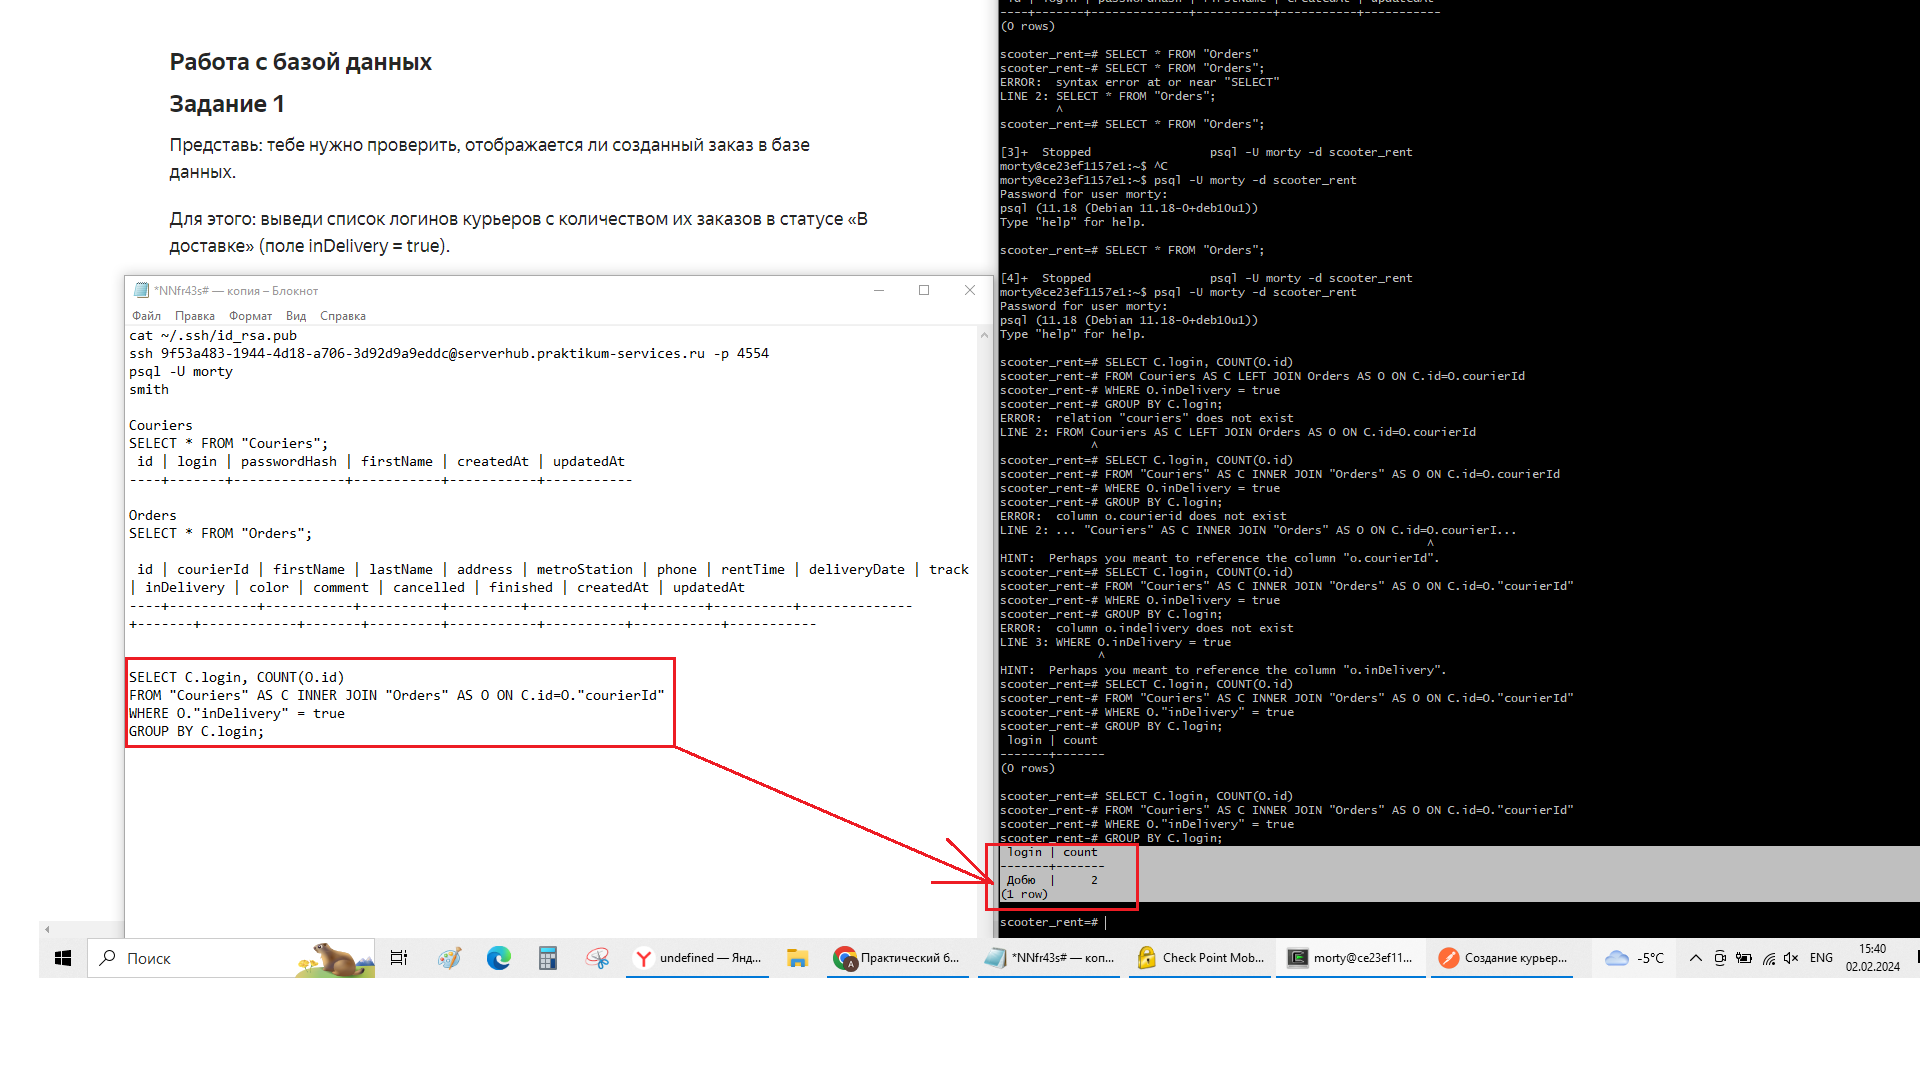 Работа с базой данных
Задание 1
Представь: тебе нужно проверить, отображается ли созданный заказ в базе
данных.
Для этого: выведи список логинов курьеров с количеством их заказов в статусе «В
доставке» (поле inDelivery = true).
*NNfr43s# — копия – Блокнот
Файл Правка Формат Вид Справка
cat ~/.ssh/id_rsa.pub
ssh 9f53a483-1944-4d18-a706-3d92d9a9eddc@serverhub.praktikum-services.ru -p 4554
psql -U morty
smith
Couriers
SELECT * FROM "Couriers";
id | login | passwordHash | firstName | createdAt | updatedAt
----+-------+--------------+-----------+-----------+-----------
Orders
SELECT * FROM "Orders";
id | courierId | firstName | lastName | address | metroStation | phone | rentTime | deliveryDate | track
| inDelivery | color | comment | cancelled | finished | createdAt | updatedAt
----+-----------+-----------+----------+---------+--------------+-------+----------+--------------
+-------+------------+-------+---------+-----------+----------+-----------+-----------
SELECT C.login, COUNT(O.id)
FROM "Couriers" AS C INNER JOIN "Orders" AS O ON C.id=O."courierId"
WHERE O."inDelivery" = true
GROUP BY C.login;
----+-------+--------------+-----------+-----------+-----------
(0 rows)
scooter_rent=# SELECT * FROM "Orders"
scooter_rent-# SELECT * FROM "Orders";
ERROR:  syntax error at or near "SELECT"
LINE 2: SELECT * FROM "Orders";
^
scooter_rent=# SELECT * FROM "Orders";
[3]+  Stopped                 psql -U morty -d scooter_rent
morty@ce23ef1157e1:~$ ^C
morty@ce23ef1157e1:~$ psql -U morty -d scooter_rent
Password for user morty:
psql (11.18 (Debian 11.18-0+deb10u1))
Type "help" for help.
scooter_rent=# SELECT * FROM "Orders";
[4]+  Stopped                 psql -U morty -d scooter_rent
morty@ce23ef1157e1:~$ psql -U morty -d scooter_rent
Password for user morty:
psql (11.18 (Debian 11.18-0+deb10u1))
Type "help" for help.
scooter_rent=# SELECT C.login, COUNT(O.id)
scooter_rent-# FROM Couriers AS C LEFT JOIN Orders AS O ON C.id=O.courierId
scooter_rent-# WHERE O.inDelivery = true
scooter_rent-# GROUP BY C.login;
ERROR:  relation "couriers" does not exist
LINE 2: FROM Couriers AS C LEFT JOIN Orders AS O ON C.id=O.courierId
^
scooter_rent=# SELECT C.login, COUNT(O.id)
scooter_rent-# FROM "Couriers" AS C INNER JOIN "Orders" AS O ON C.id=O.courierId
scooter_rent-# WHERE O.inDelivery = true
scooter_rent-# GROUP BY C.login;
ERROR:  column o.courierid does not exist
LINE 2: ... "Couriers" AS C INNER JOIN "Orders" AS O ON C.id=O.courierI...
^
HINT:  Perhaps you meant to reference the column "o.courierId".
scooter_rent=# SELECT C.login, COUNT(O.id)
scooter_rent-# FROM "Couriers" AS C INNER JOIN "Orders" AS O ON C.id=O."courierId"
scooter_rent-# WHERE O.inDelivery = true
scooter_rent-# GROUP BY C.login;
ERROR:  column o.indelivery does not exist
LINE 3: WHERE O.inDelivery = true
^
HINT:  Perhaps you meant to reference the column "o.inDelivery".
scooter_rent=# SELECT C.login, COUNT(O.id)
scooter_rent-# FROM "Couriers" AS C INNER JOIN "Orders" AS O ON C.id=O."courierId"
scooter_rent-# WHERE O."inDelivery" = true
scooter_rent-# GROUP BY C.login;
login | count
-------+-------
(0 rows)
scooter_rent=# SELECT C.login, COUNT(O.id)
scooter_rent-# FROM "Couriers" AS C INNER JOIN "Orders" AS O ON C.id=O."courierId"
scooter_rent-# WHERE O."inDelivery" = true
scooter_rent-# GROUP BY C.login;
login | count
-------+-------
Добю  |     2
(1 row)
scooter_rent=#
Поиск
undefined — Янд...
Практический б...
*NNfr43s# — коп...
Check Point Mob...
morty@ce23ef11...
Создание курьер...
-5°C
ENG
15:40
02.02.2024